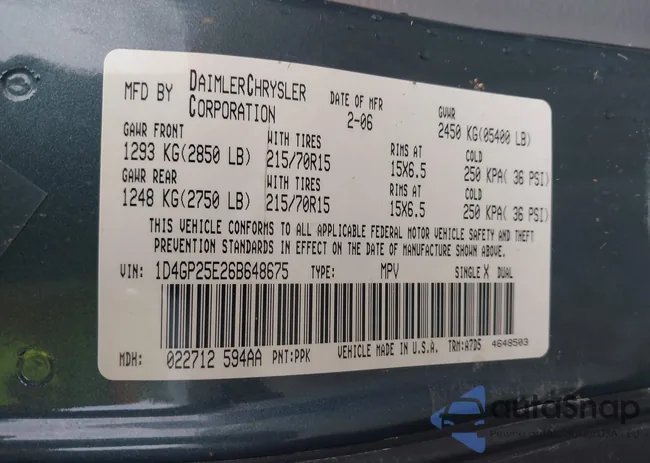 MFD BY DAIMLERCHRYSLER CORPORATION
DATE OF MFR 2-06
GVWR 2450 KG(05400 LB)
GAWR FRONT WITH TIRES RIMS AT COLD
1293 KG(2850 LB) 215/70R15 15X6.5 250 KPA( 36 PSI)
GAWR REAR WITH TIRES RIMS AT COLD
1248 KG(2750 LB) 215/70R15 15X6.5 250 KPA( 36 PSI)
THIS VEHICLE CONFORMS TO ALL APPLICABLE FEDERAL MOTOR VEHICLE SAFETY AND THEFT
PREVENTION STANDARDS IN EFFECT ON THE DATE OF MANUFACTURE SHOWN ABOVE.
VIN: 1D4GP25E26B648675 TYPE: MPV SINGLE X DUAL
MDH: 022712 594AA PNT:PPK VEHICLE MADE IN U.S.A. TRM:A7D5 4648503
autoSnap